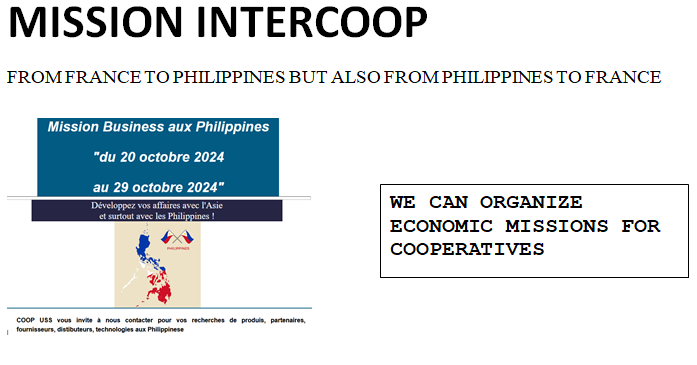 MISSION INTERCOOP
FROM FRANCE TO PHILIPPINES BUT ALSO FROM PHILIPPINES TO FRANCE
Mission Business aux Philippines
"du 20 octobre 2024
au 29 octobre 2024"
Développez vos affaires avec l'Asie
et surtout avec les Philippines !
PHILIPPINES
COOP USS vous invite à nous contacter pour vos recherches de produis, partenaires,
fournisseurs, distibuteurs, technologies aux Philippinese
WE CAN ORGANIZE
ECONOMIC MISSIONS FOR
COOPERATIVES